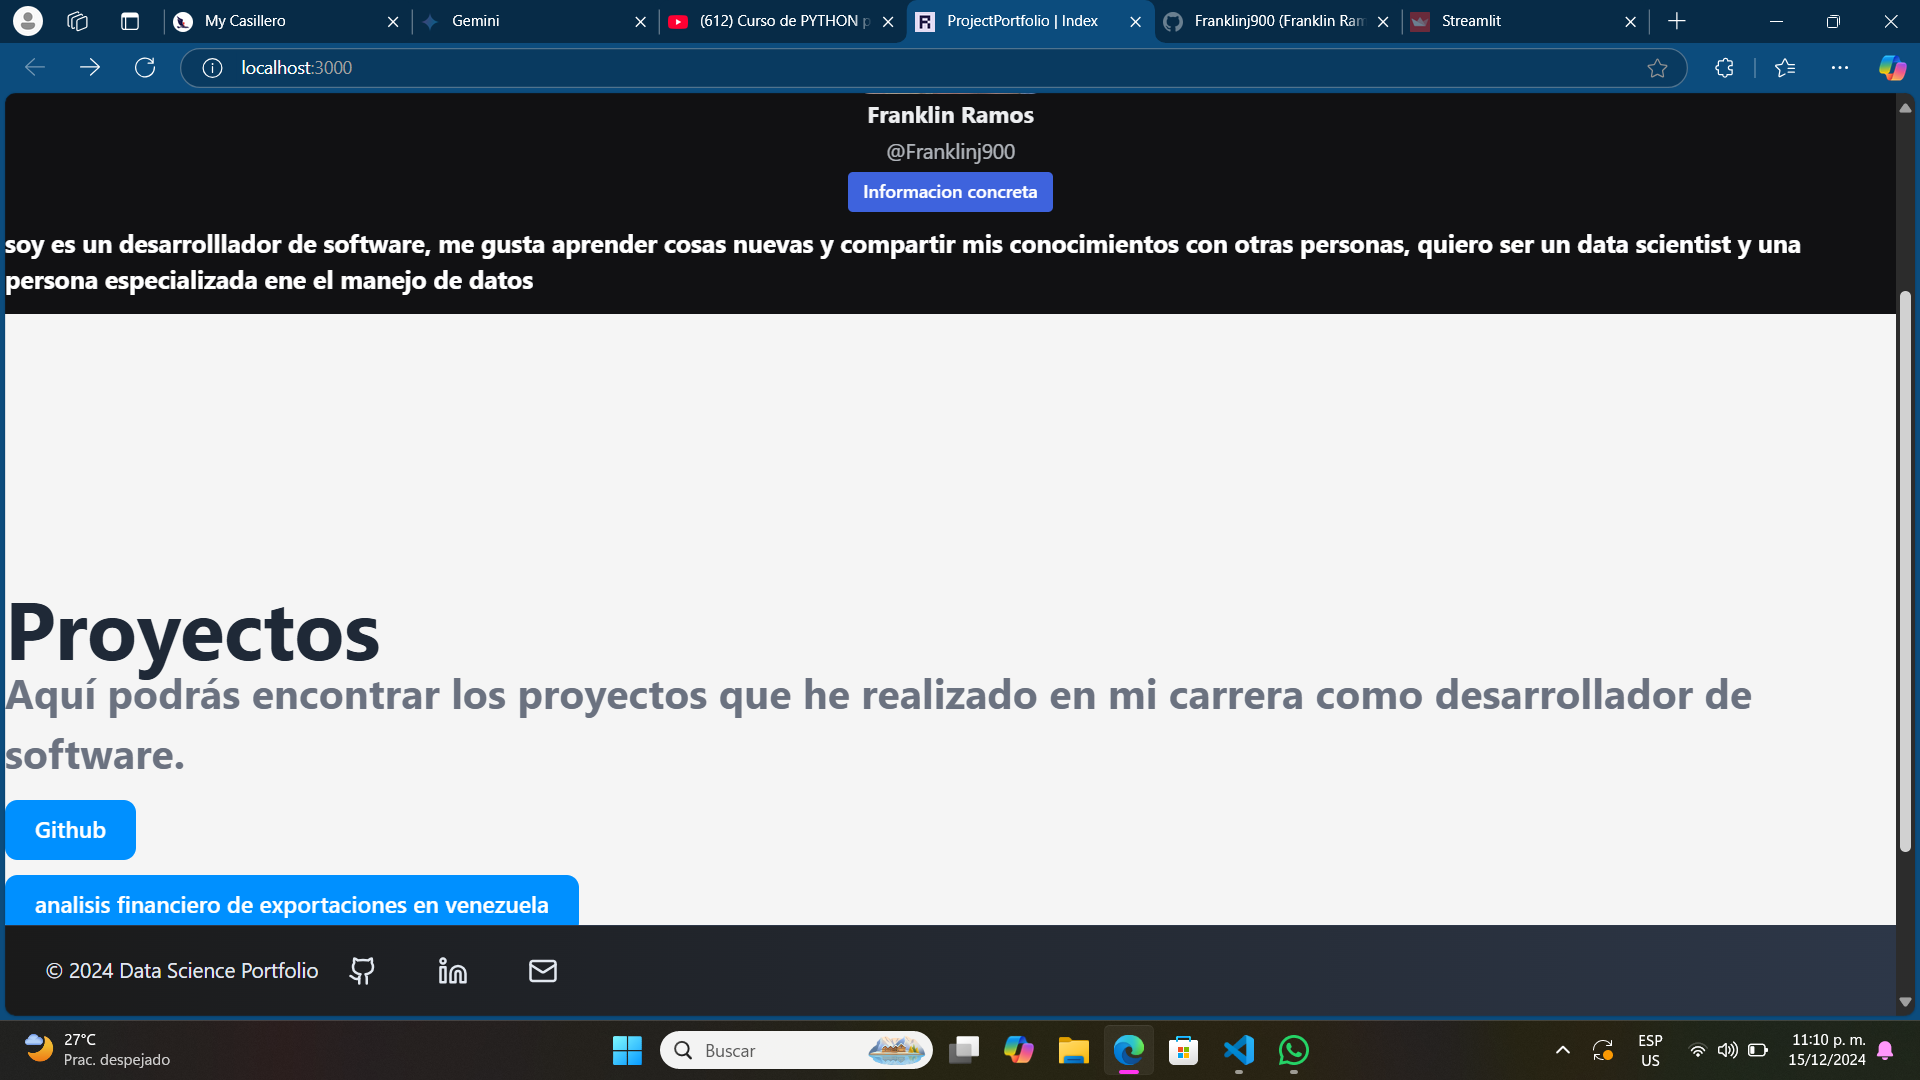 My Casillero
Gemini
(612) Curso de PYTHON p
ProjectPortfolio | Index
Franklinj900 (Franklin Ram
Streamlit
localhost:3000
Franklin Ramos
@Franklinj900
Informacion concreta
soy es un desarrolllador de software, me gusta aprender cosas nuevas y compartir mis conocimientos con otras personas, quiero ser un data scientist y una
persona especializada ene el manejo de datos
Proyectos
Aquí podrás encontrar los proyectos que he realizado en mi carrera como desarrollador de
software.
Github
analisis financiero de exportaciones en venezuela
© 2024 Data Science Portfolio
27°C
Prac. despejado
Buscar
ESP
US
11:10 p. m.
15/12/2024